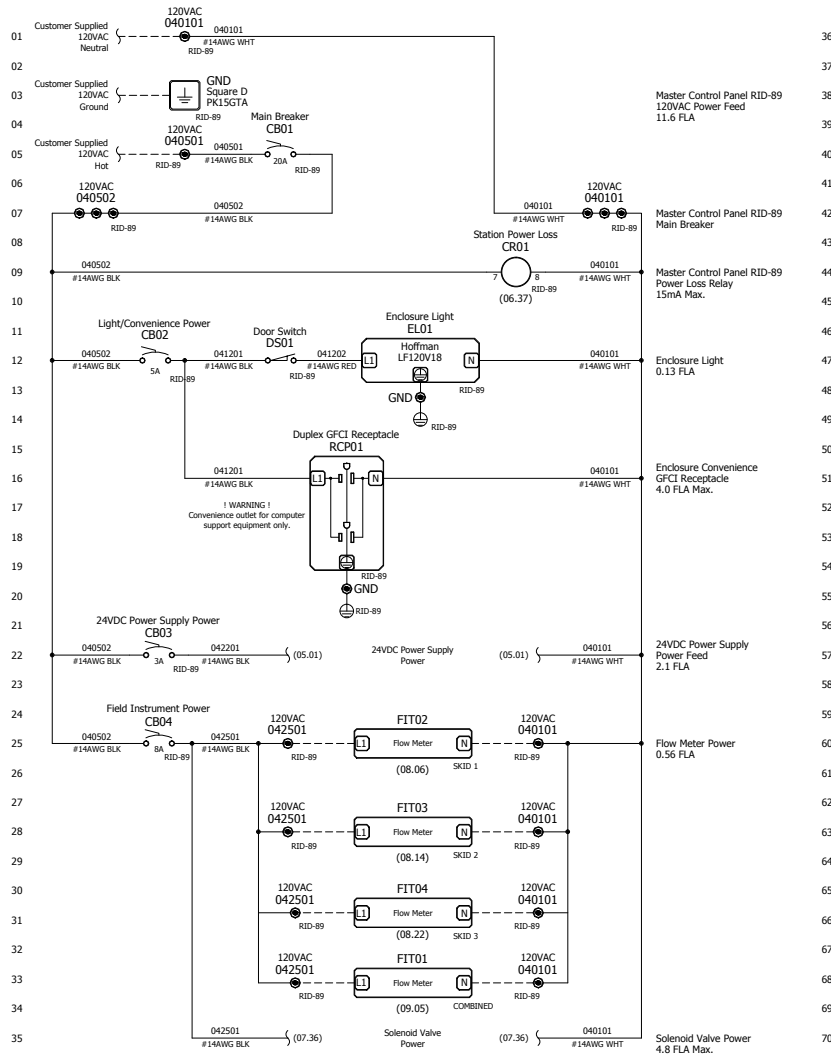 01
Customer Supplied
120VAC
Neutral
120VAC
040101
RID-89
040101
#14AWG WHT
36
02
37
03
Customer Supplied
120VAC
Ground
GND
Square D
PK15GTA
RID-89
Master Control Panel RID-89
120VAC Power Feed
11.6 FLA
38
04
39
05
Customer Supplied
120VAC
Hot
120VAC
040501
RID-89
040501
#14AWG BLK
Main Breaker
CB01
20A
RID-89
40
06
41
07
120VAC
040502
RID-89
040502
#14AWG BLK
040101
#14AWG WHT
120VAC
040101
RID-89
Master Control Panel RID-89
Main Breaker
42
08
43
09
040502
#14AWG BLK
Station Power Loss
CR01
7
8
RID-89
(06.37)
040101
#14AWG WHT
Master Control Panel RID-89
Power Loss Relay
15mA Max.
44
10
45
11
46
12
040502
#14AWG BLK
Light/Convenience Power
CB02
5A
RID-89
041201
#14AWG BLK
Door Switch
DS01
RID-89
041202
#14AWG RED
Enclosure Light
EL01
L1
Hoffman
LF120V18
N
RID-89
GND
RID-89
040101
#14AWG WHT
Enclosure Light
0.13 FLA
47
13
48
14
49
15
50
16
041201
#14AWG BLK
Duplex GFCI Receptacle
RCP01
L1
N
RID-89
GND
RID-89
040101
#14AWG WHT
Enclosure Convenience
GFCI Receptacle
4.0 FLA Max.
51
17
! WARNING !
Convenience outlet for computer
support equipment only.
52
18
53
19
54
20
55
21
56
22
040502
#14AWG BLK
24VDC Power Supply Power
CB03
3A
RID-89
042201
#14AWG BLK
(05.01)
24VDC Power Supply
Power
(05.01)
040101
#14AWG WHT
24VDC Power Supply
Power Feed
2.1 FLA
57
23
58
24
59
25
040502
#14AWG BLK
Field Instrument Power
CB04
8A
RID-89
042501
#14AWG BLK
120VAC
042501
RID-89
FIT02
L1
Flow Meter
N
(08.06)
SKID 1
120VAC
040101
RID-89
Flow Meter Power
0.56 FLA
60
26
61
27
62
28
120VAC
042501
RID-89
FIT03
L1
Flow Meter
N
(08.14)
SKID 2
120VAC
040101
RID-89
63
29
64
30
65
31
120VAC
042501
RID-89
FIT04
L1
Flow Meter
N
(08.22)
SKID 3
120VAC
040101
RID-89
66
32
67
33
120VAC
042501
RID-89
FIT01
L1
Flow Meter
N
(09.05)
COMBINED
120VAC
040101
RID-89
68
34
69
35
042501
#14AWG BLK
(07.36)
Solenoid Valve
Power
(07.36)
040101
#14AWG WHT
Solenoid Valve Power
4.8 FLA Max.
70